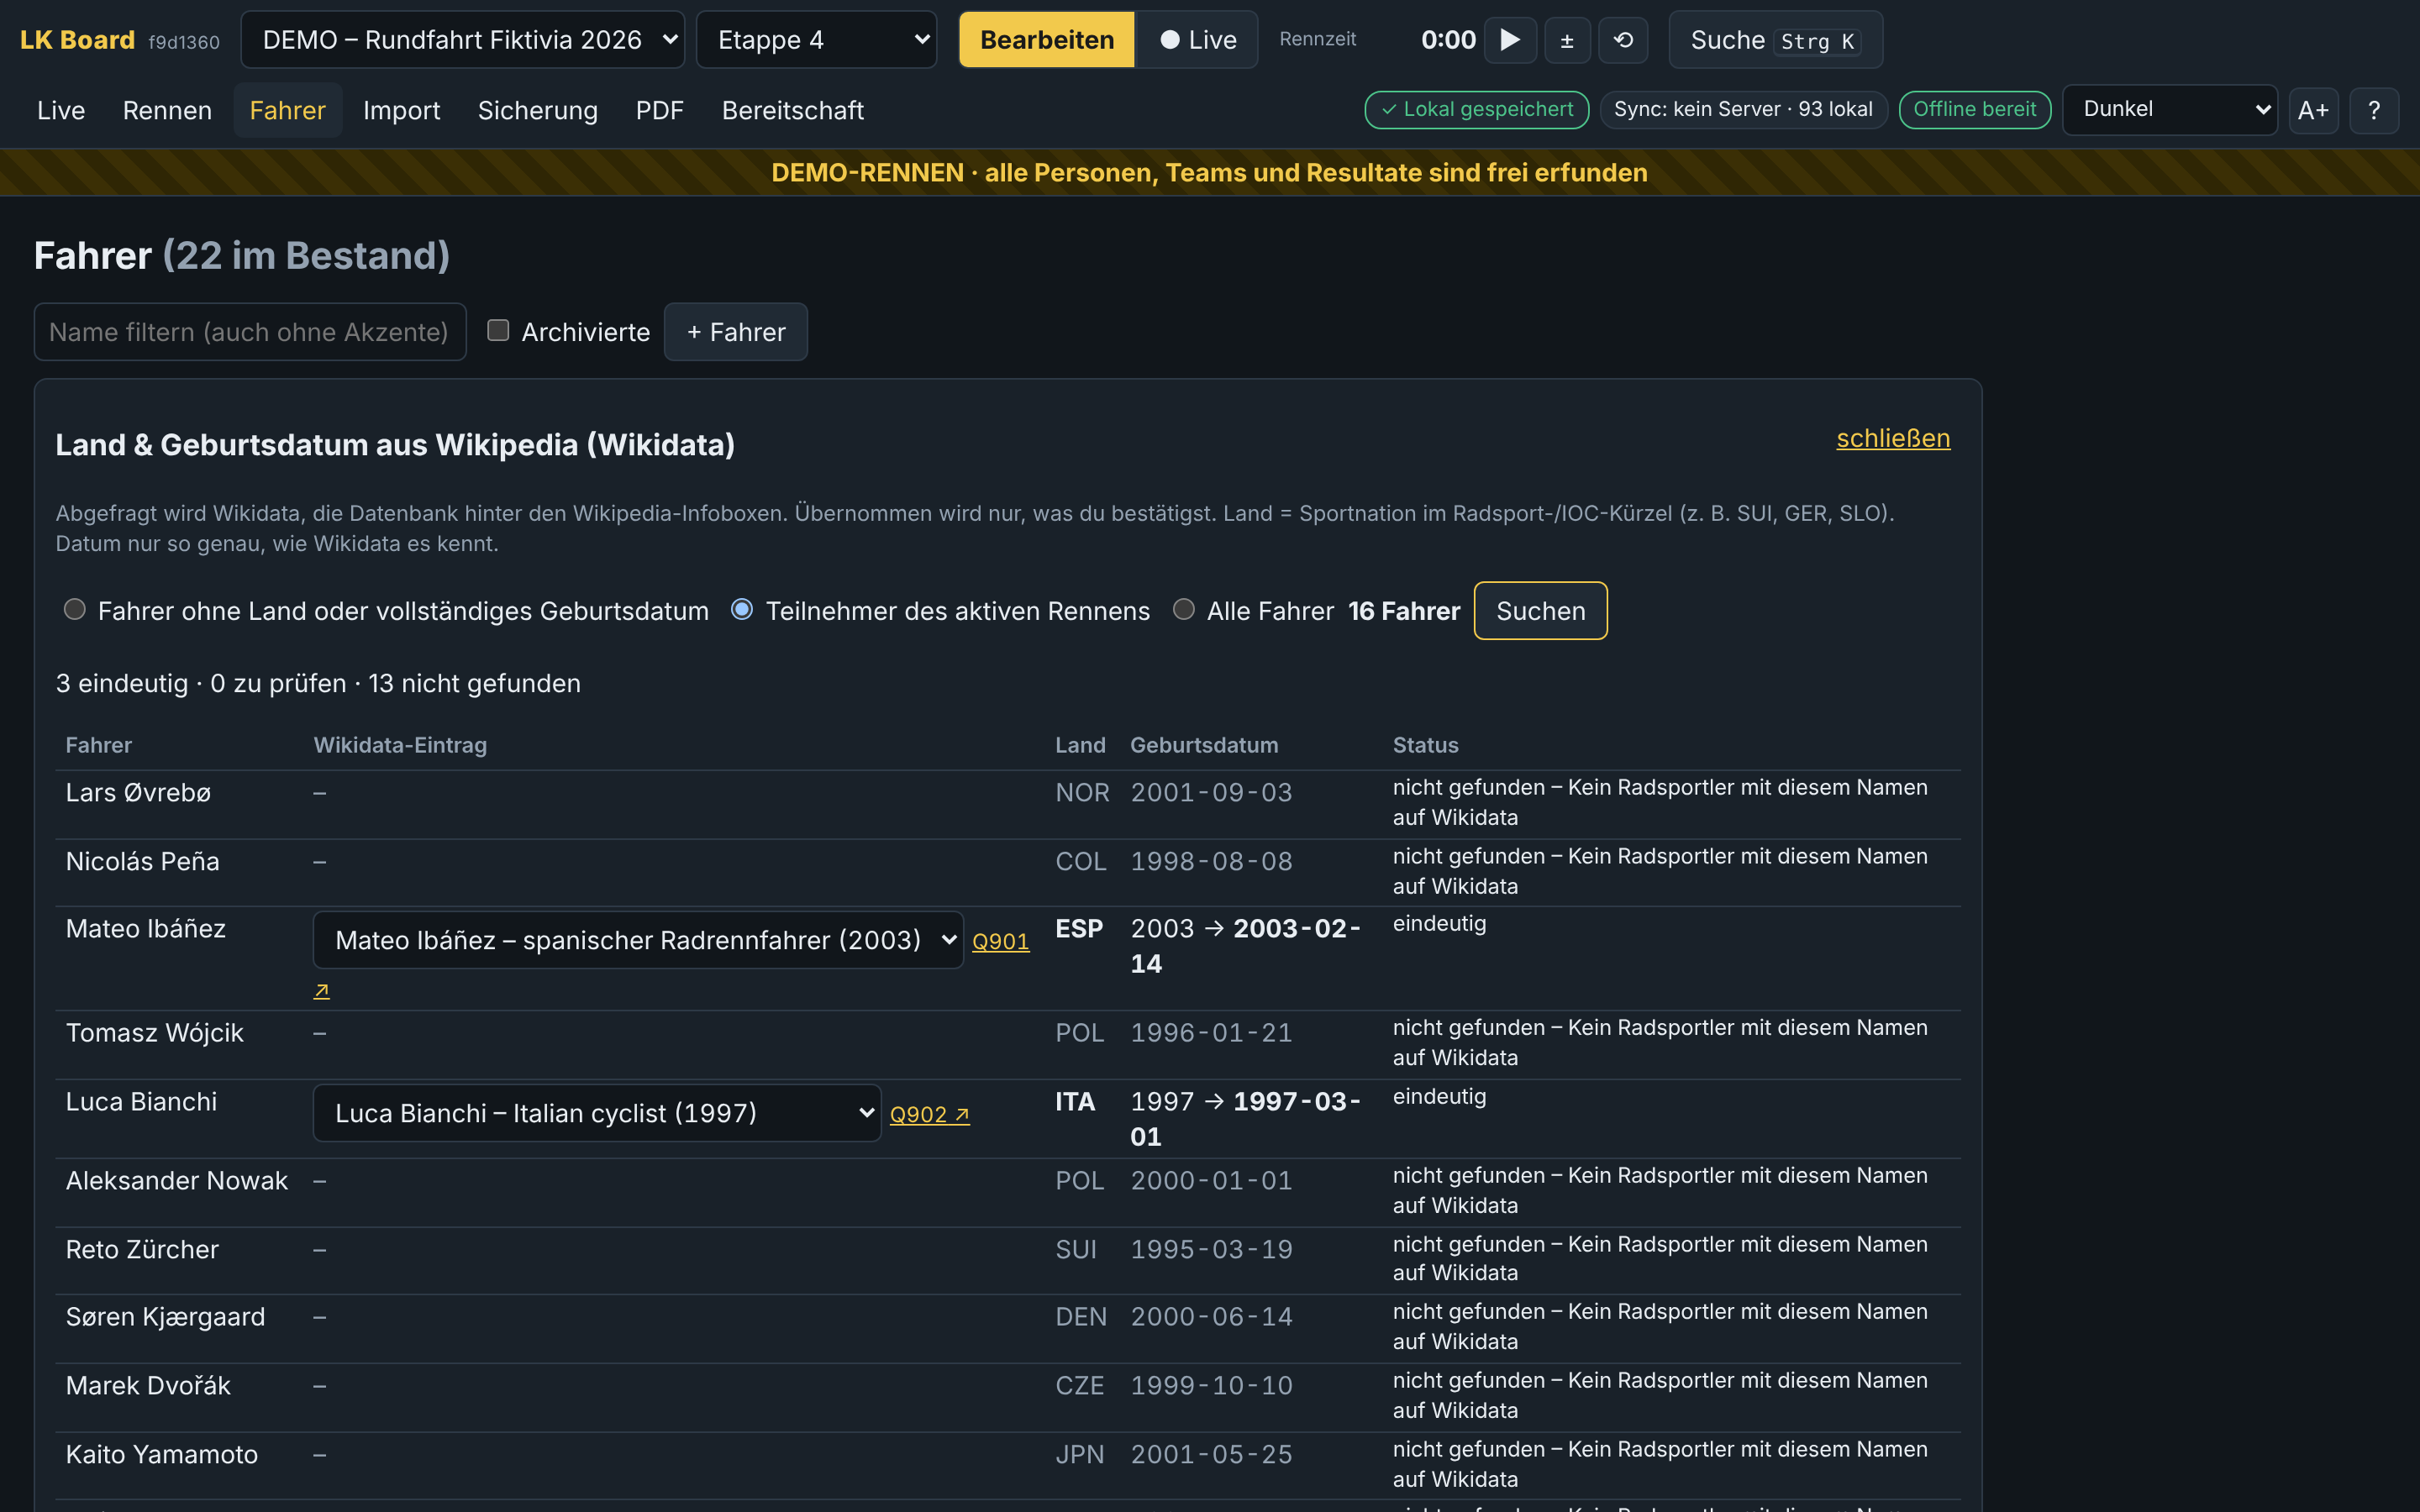 LK Board f9d1360 DEMO – Rundfahrt Fiktivia 2026 Etappe 4 Bearbeiten Live Rennzeit 0:00 ± Suche Strg K
Live Rennen Fahrer Import Sicherung PDF Bereitschaft ✓ Lokal gespeichert Sync: kein Server · 93 lokal Offline bereit Dunkel A+ ?
DEMO-RENNEN · alle Personen, Teams und Resultate sind frei erfunden
Fahrer (22 im Bestand)
Name filtern (auch ohne Akzente) Archivierte + Fahrer
Land & Geburtsdatum aus Wikipedia (Wikidata) schließen
Abgefragt wird Wikidata, die Datenbank hinter den Wikipedia-Infoboxen. Übernommen wird nur, was du bestätigst. Land = Sportnation im Radsport-/IOC-Kürzel (z. B. SUI, GER, SLO).
Datum nur so genau, wie Wikidata es kennt.
Fahrer ohne Land oder vollständiges Geburtsdatum Teilnehmer des aktiven Rennens Alle Fahrer 16 Fahrer Suchen
3 eindeutig · 0 zu prüfen · 13 nicht gefunden
Fahrer Wikidata-Eintrag Land Geburtsdatum Status
Lars Øvrebø – NOR 2001-09-03 nicht gefunden – Kein Radsportler mit diesem Namen
auf Wikidata
Nicolás Peña – COL 1998-08-08 nicht gefunden – Kein Radsportler mit diesem Namen
auf Wikidata
Mateo Ibáñez Mateo Ibáñez – spanischer Radrennfahrer (2003) Q901 ESP 2003 → 2003-02- eindeutig
↗ 14
Tomasz Wójcik – POL 1996-01-21 nicht gefunden – Kein Radsportler mit diesem Namen
auf Wikidata
Luca Bianchi Luca Bianchi – Italian cyclist (1997) Q902 ↗ ITA 1997 → 1997-03- eindeutig
01
Aleksander Nowak – POL 2000-01-01 nicht gefunden – Kein Radsportler mit diesem Namen
auf Wikidata
Reto Zürcher – SUI 1995-03-19 nicht gefunden – Kein Radsportler mit diesem Namen
auf Wikidata
Søren Kjærgaard – DEN 2000-06-14 nicht gefunden – Kein Radsportler mit diesem Namen
auf Wikidata
Marek Dvořák – CZE 1999-10-10 nicht gefunden – Kein Radsportler mit diesem Namen
auf Wikidata
Kaito Yamamoto – JPN 2001-05-25 nicht gefunden – Kein Radsportler mit diesem Namen
auf Wikidata